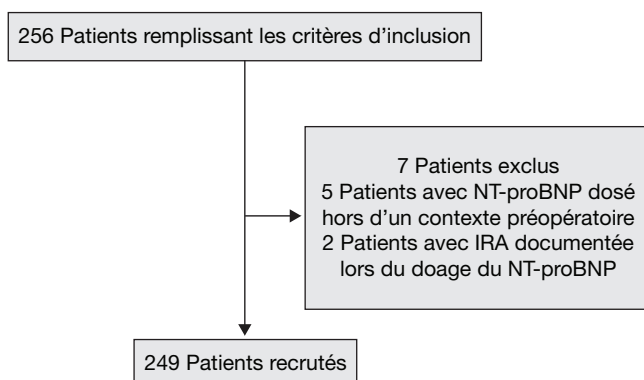 256 Patients remplissant les critères d’inclusion
7 Patients exclus
5 Patients avec NT-proBNP dosé
hors d’un contexte préopératoire
2 Patients avec IRA documentée
lors du doage du NT-proBNP
249 Patients recrutés